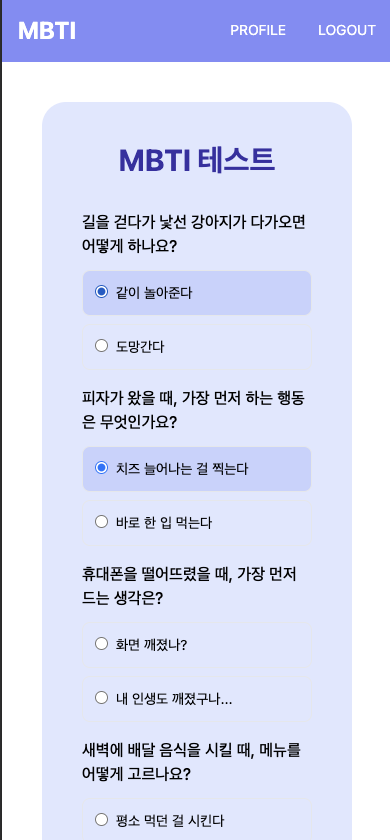 MBTI PROFILE LOGOUT
MBTI 테스트
길을 걷다가 낯선 강아지가 다가오면
어떻게 하나요?
같이 놀아준다
도망간다
피자가 왔을 때, 가장 먼저 하는 행동
은 무엇인가요?
치즈 늘어나는 걸 찍는다
바로 한 입 먹는다
휴대폰을 떨어뜨렸을 때, 가장 먼저
드는 생각은?
화면 깨졌나?
내 인생도 깨졌구나...
새벽에 배달 음식을 시킬 때, 메뉴를
어떻게 고르나요?
평소 먹던 걸 시킨다